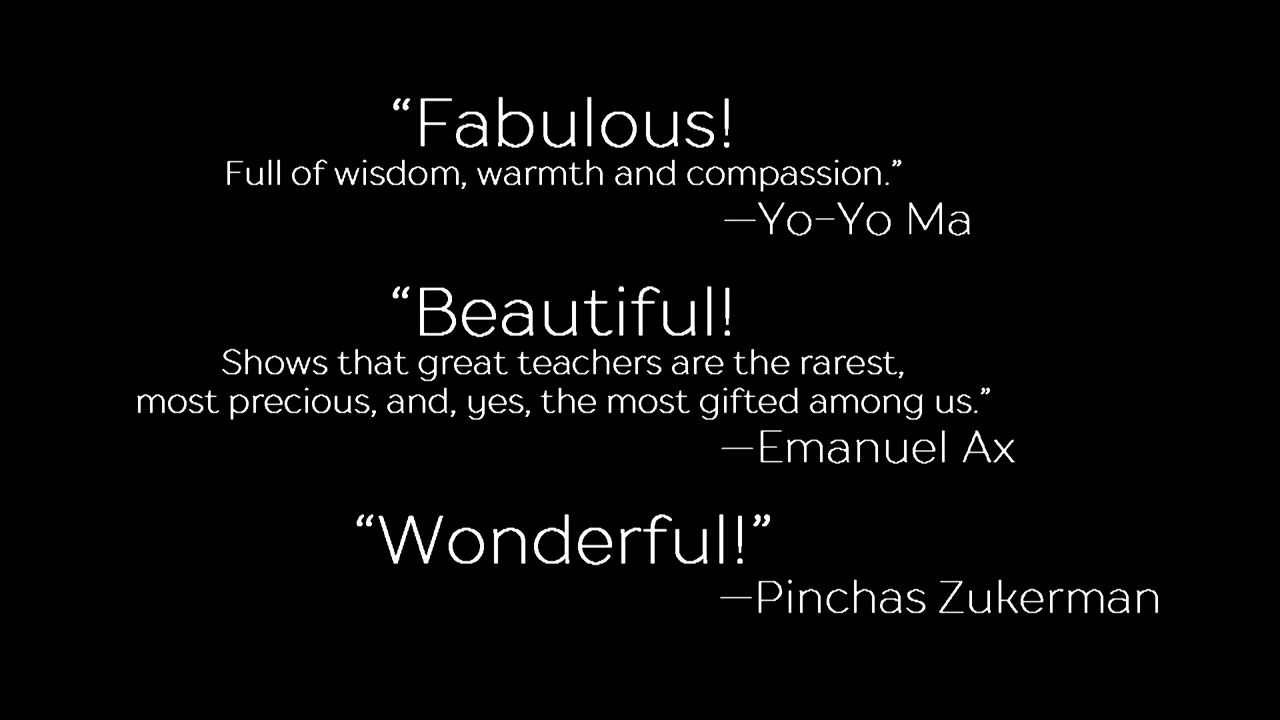 “Fabulous!
Full of wisdom, warmth and compassion.”
—Yo-Yo Ma
“Beautiful!
Shows that great teachers are the rarest,
most precious, and, yes, the most gifted among us.”
—Emanuel Ax
“Wonderful!”
—Pinchas Zukerman